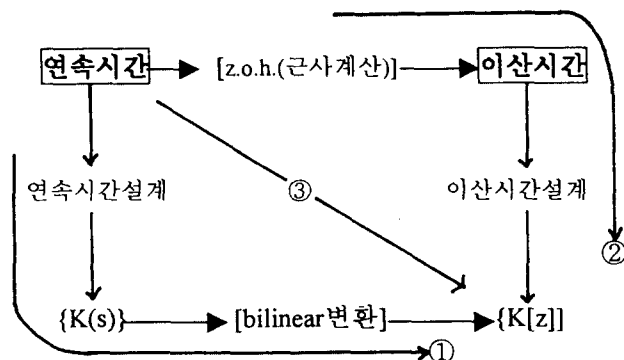 연속시간 [z.o.h.(근사계산)] 이산시간
연속시간설계 ③ 이산시간설계
②
{K(s)} [bilinear변환] {K[z]]
①